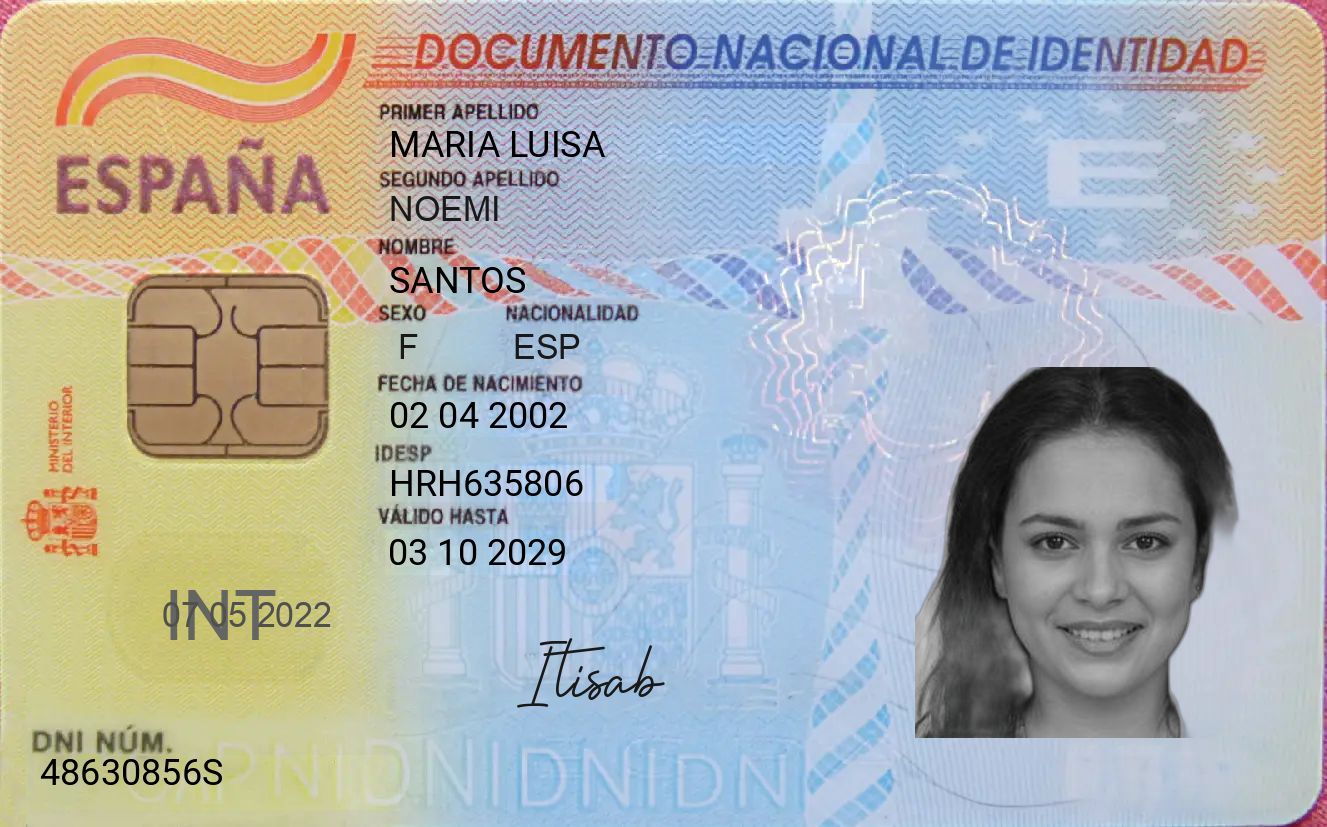 DOCUMENTO NACIONAL DE IDENTIDAD
ESPAÑA
PRIMER APELLIDO
MARIA LUISA
SEGUNDO APELLIDO
NOEMI
NOMBRE
SANTOS
SEXO NACIONALIDAD
F ESP
FECHA DE NACIMIENTO
02 04 2002
IDESP
HRH635806
VÁLIDO HASTA
03 10 2029
MINISTERIO
DEL INTERIOR
E
INT
07 05 2022
Itisab
DNI NÚM.
48630856S
DNIDNIDNIDNI